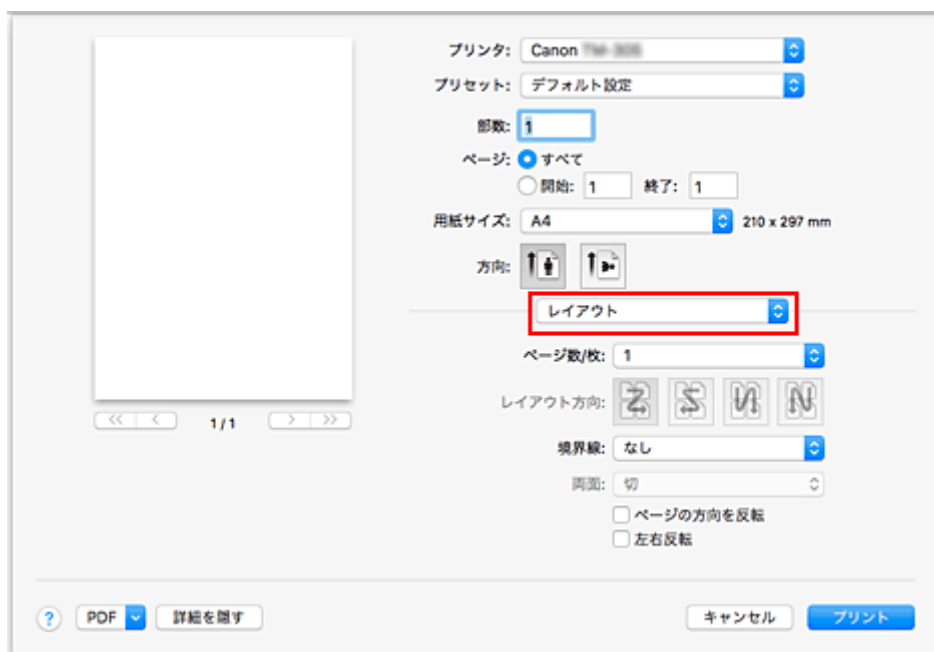 プリンタ: Canon
プリセット: デフォルト設定
部数: 1
ページ: すべて
開始: 1 終了: 1
用紙サイズ: A4 210 x 297 mm
方向:
レイアウト
ページ数/枚: 1
レイアウト方向:
境界線: なし
両面: 切
ページの方向を反転
左右反転
<< < 1 / 1 > >>
? PDF 詳細を隠す キャンセル プリント